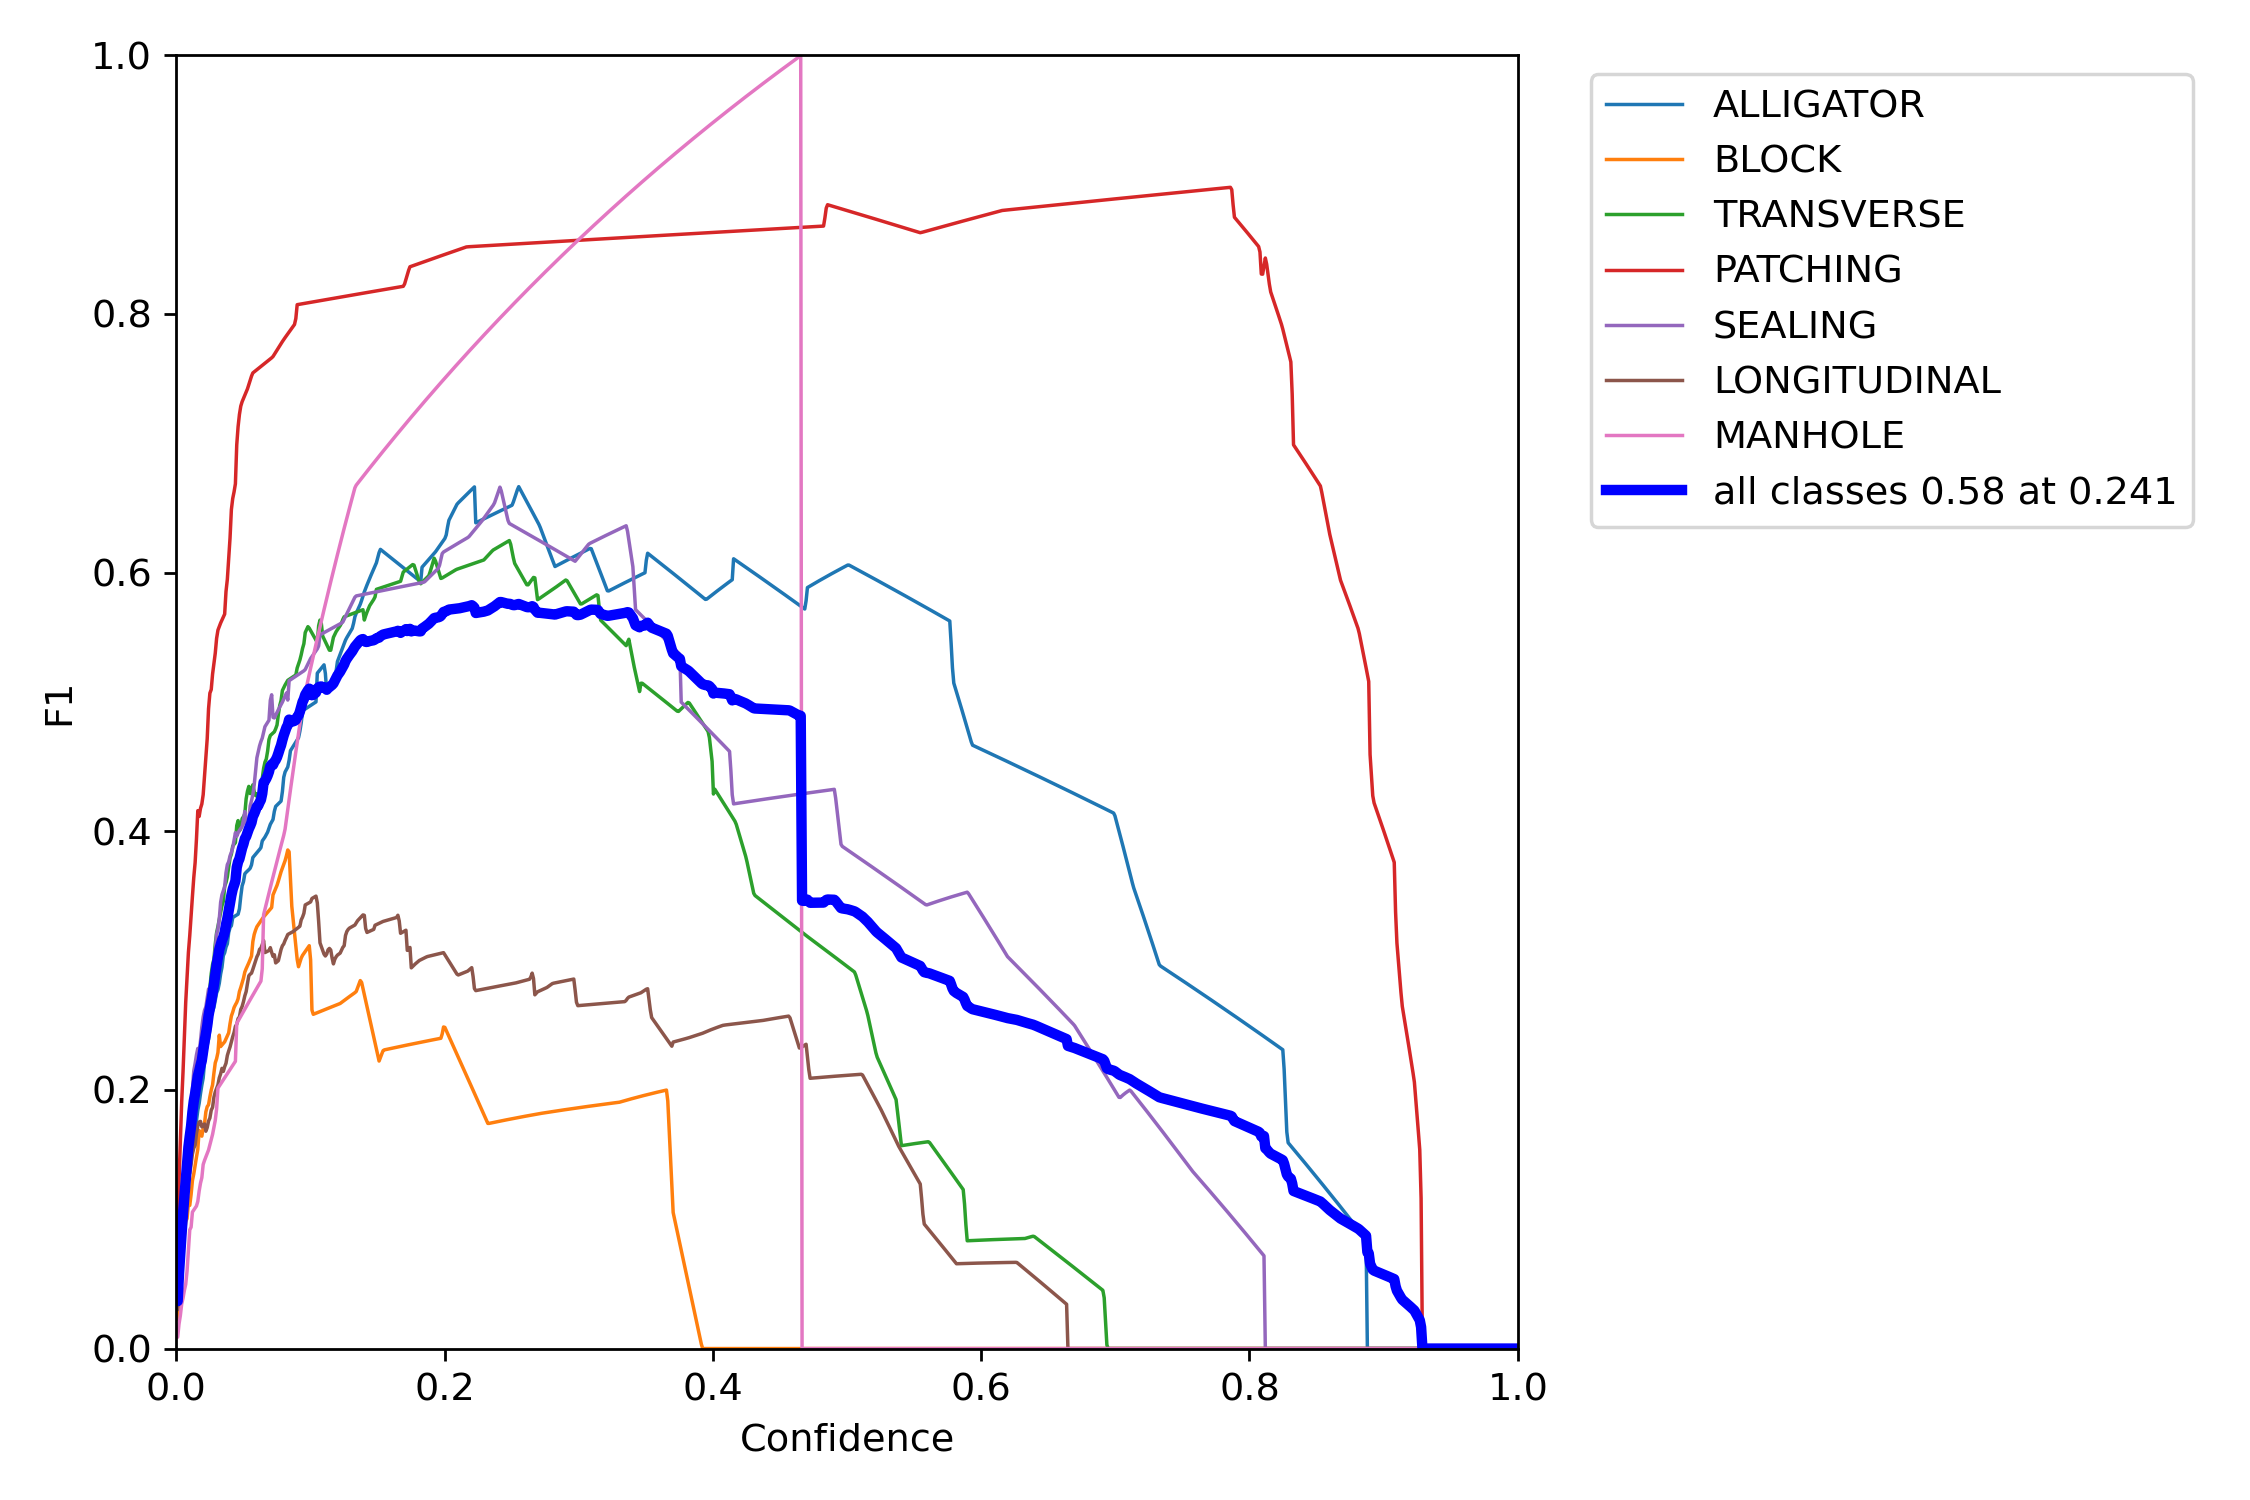 1.0
0.8
0.6
0.4
0.2
0.0
F1
0.0 0.2 0.4 0.6 0.8 1.0
Confidence
ALLIGATOR
BLOCK
TRANSVERSE
PATCHING
SEALING
LONGITUDINAL
MANHOLE
all classes 0.58 at 0.241